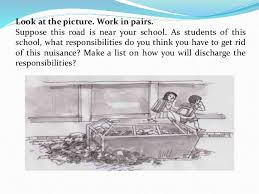 Look at the picture. Work in pairs.
Suppose this road is near your school. As students of this
school, what responsibilities do you think you have to get rid
of this nuisance? Make a list on how you will discharge the
responsibilities?